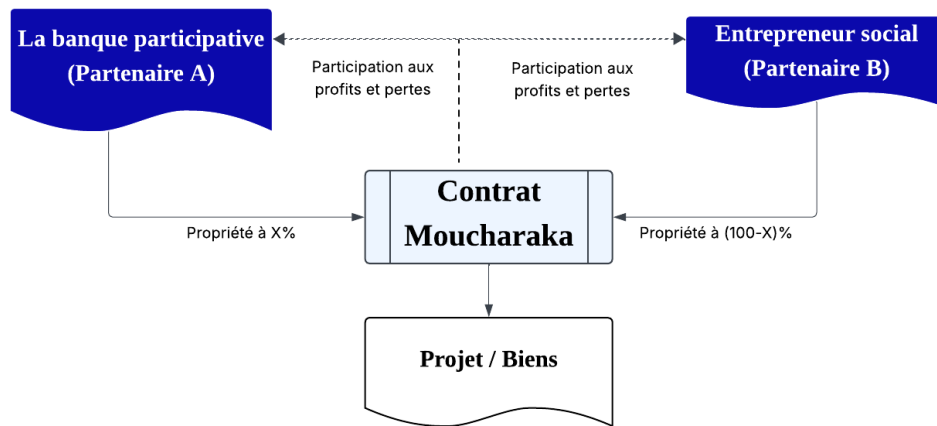 La banque participative
(Partenaire A)
Entrepreneur social
(Partenaire B)
Participation aux
profits et pertes
Participation aux
profits et pertes
Contrat
Moucharaka
Propriété à X%
Propriété à (100-X)%
Projet / Biens